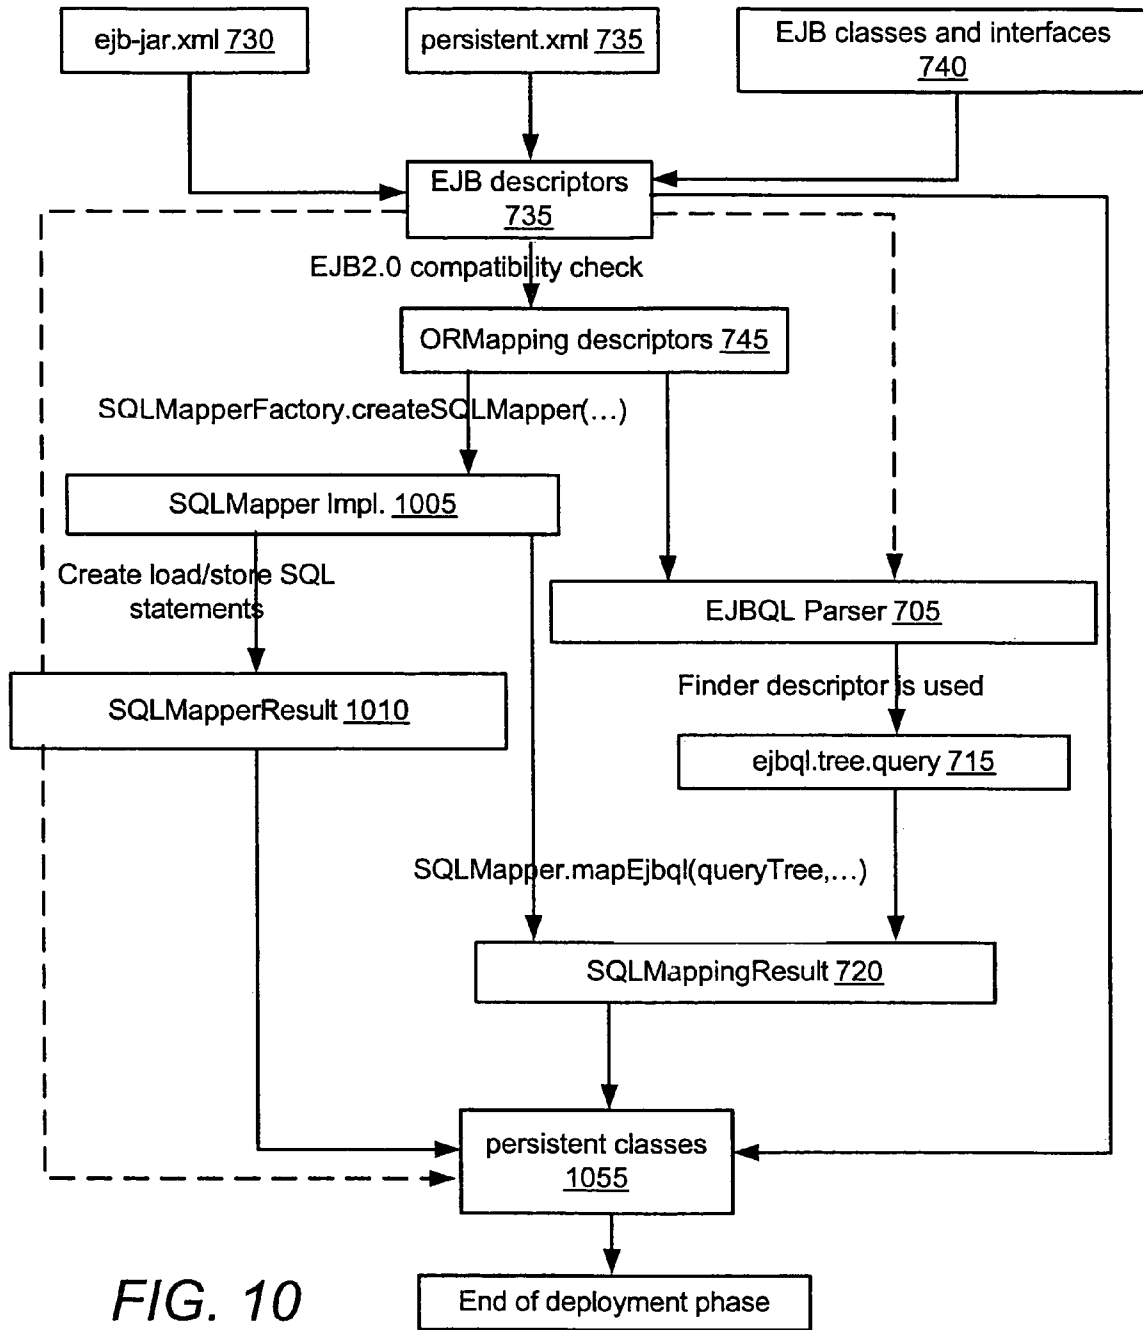 ejb-jar.xml 730
persistent.xml 735
EJB classes and interfaces
740
EJB descriptors
735
EJB2.0 compatibility check
ORMapping descriptors 745
SQLMapperFactory.createSQLMapper(...)
SQLMapper Impl. 1005
Create load/store SQL
statements
EJBQL Parser 705
SQLMapperResult 1010
Finder descriptor is used
ejbql.tree.query 715
SQLMapper.mapEjbql(queryTree,...)
SQLMappingResult 720
persistent classes
1055
End of deployment phase
FIG. 10